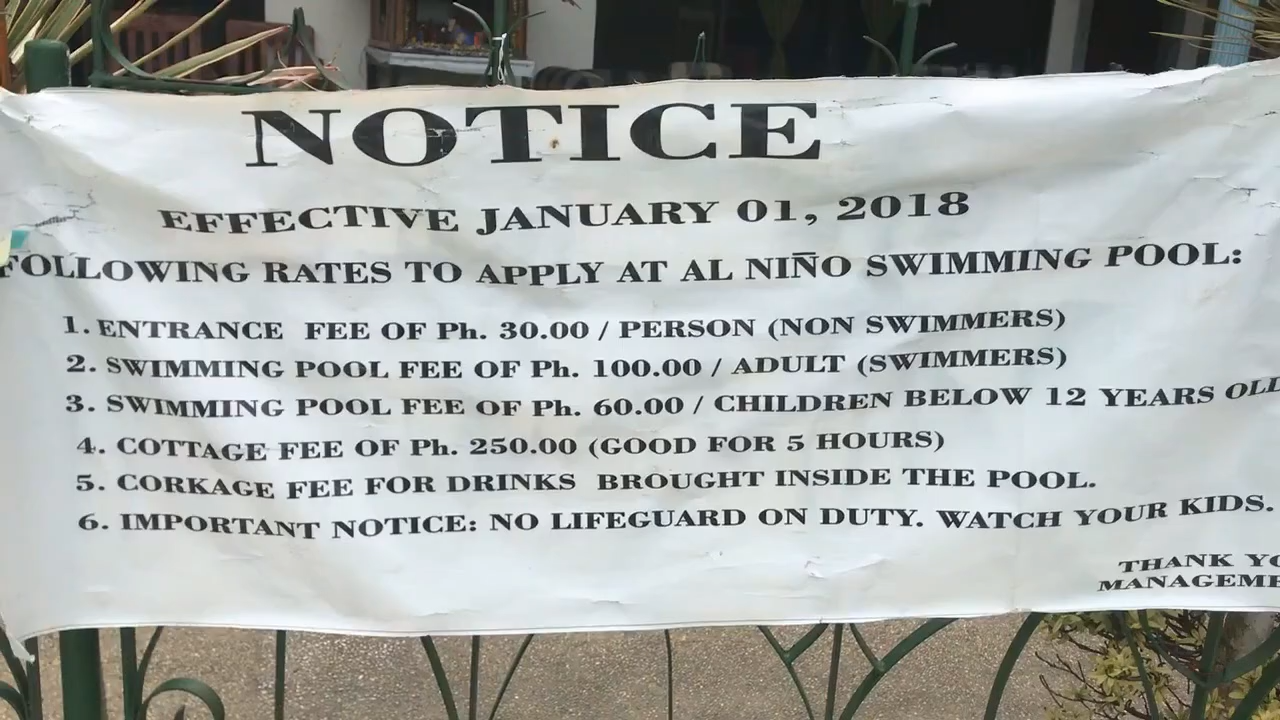 NOTICE
EFFECTIVE JANUARY 01, 2018
FOLLOWING RATES TO APPLY AT AL NIÑO SWIMMING POOL:
1. ENTRANCE FEE OF Ph. 30.00 / PERSON (NON SWIMMERS)
2. SWIMMING POOL FEE OF Ph. 100.00 / ADULT (SWIMMERS)
3. SWIMMING POOL FEE OF Ph. 60.00 / CHILDREN BELOW 12 YEARS OLD
4. COTTAGE FEE OF Ph. 250.00 (GOOD FOR 5 HOURS)
5. CORKAGE FEE FOR DRINKS BROUGHT INSIDE THE POOL.
6. IMPORTANT NOTICE: NO LIFEGUARD ON DUTY. WATCH YOUR KIDS.
THANK